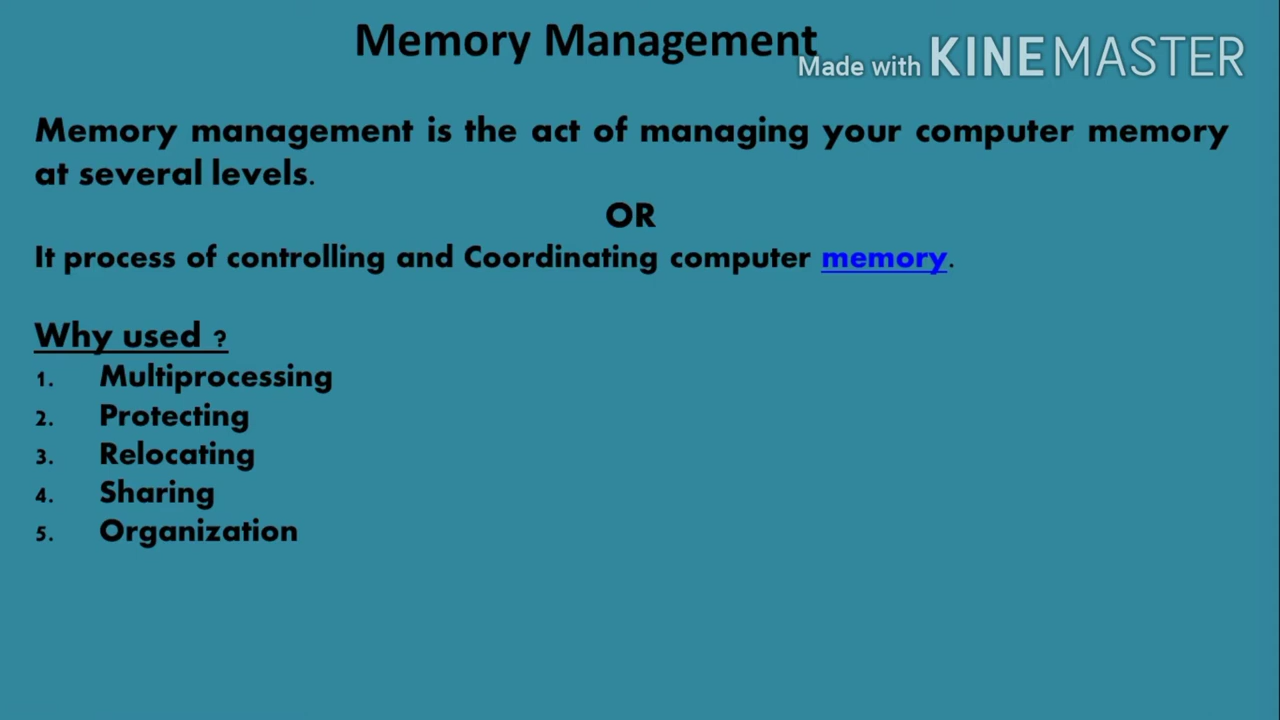 Memory Management
Made with KINEMASTER
Memory management is the act of managing your computer memory
at several levels.
OR
It process of controlling and Coordinating computer memory.
Why used ?
1. Multiprocessing
2. Protecting
3. Relocating
4. Sharing
5. Organization